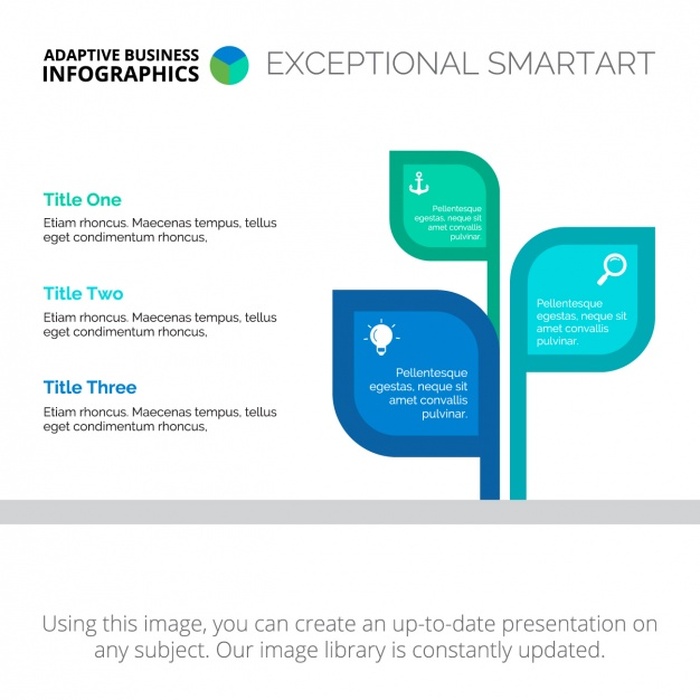 ADAPTIVE BUSINESS
INFOGRAPHICS
EXCEPTIONAL SMARTART
Title One
Etiam rhoncus. Maecenas tempus, tellus
eget condimentum rhoncus,
Title Two
Etiam rhoncus. Maecenas tempus, tellus
eget condimentum rhoncus,
Title Three
Etiam rhoncus. Maecenas tempus, tellus
eget condimentum rhoncus,
Pellentesque
egestas, neque sit
amet convallis
pulvinar.
Pellentesque
egestas, neque sit
amet convallis
pulvinar.
Pellentesque
egestas, neque sit
amet convallis
pulvinar.
Using this image, you can create an up-to-date presentation on
any subject. Our image library is constantly updated.